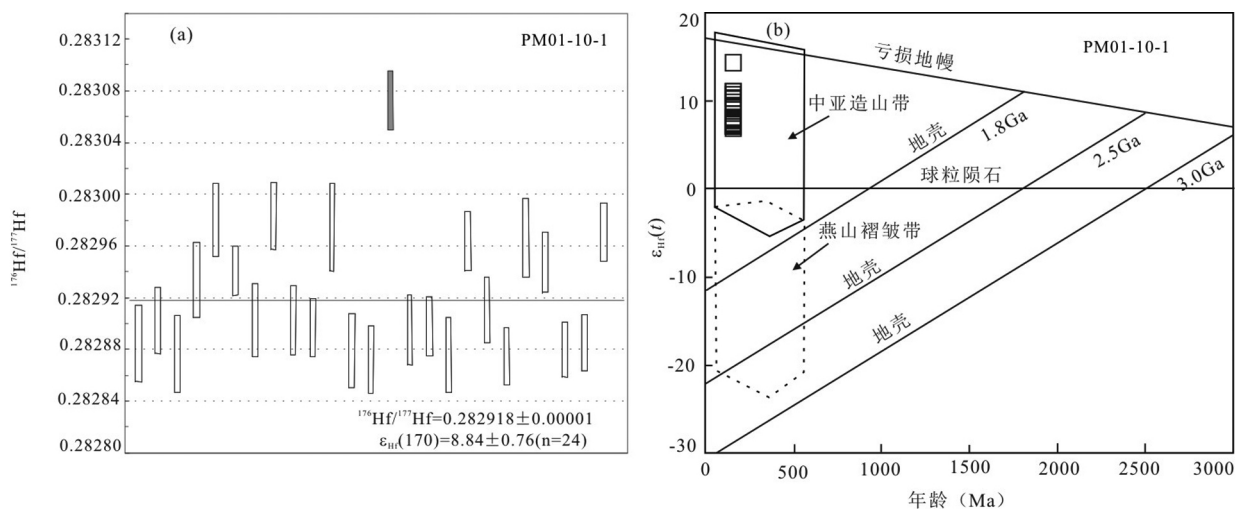 (a)
PM01-10-1
0.28312
0.28308
0.28304
0.28300
0.28296
0.28292
0.28288
0.28284
0.28280
¹⁷⁶Hf/¹⁷⁷Hf
¹⁷⁶Hf/¹⁷⁷Hf=0.282918±0.00001
εHf(170)=8.84±0.76(n=24)
(b)
PM01-10-1
20
10
0
-10
-20
-30
εHf(t)
亏损地幔
中亚造山带
地壳
1.8Ga
2.5Ga
3.0Ga
球粒陨石
燕山褶皱带
地壳
地壳
0
500
1000
1500
2000
2500
3000
年龄（Ma）